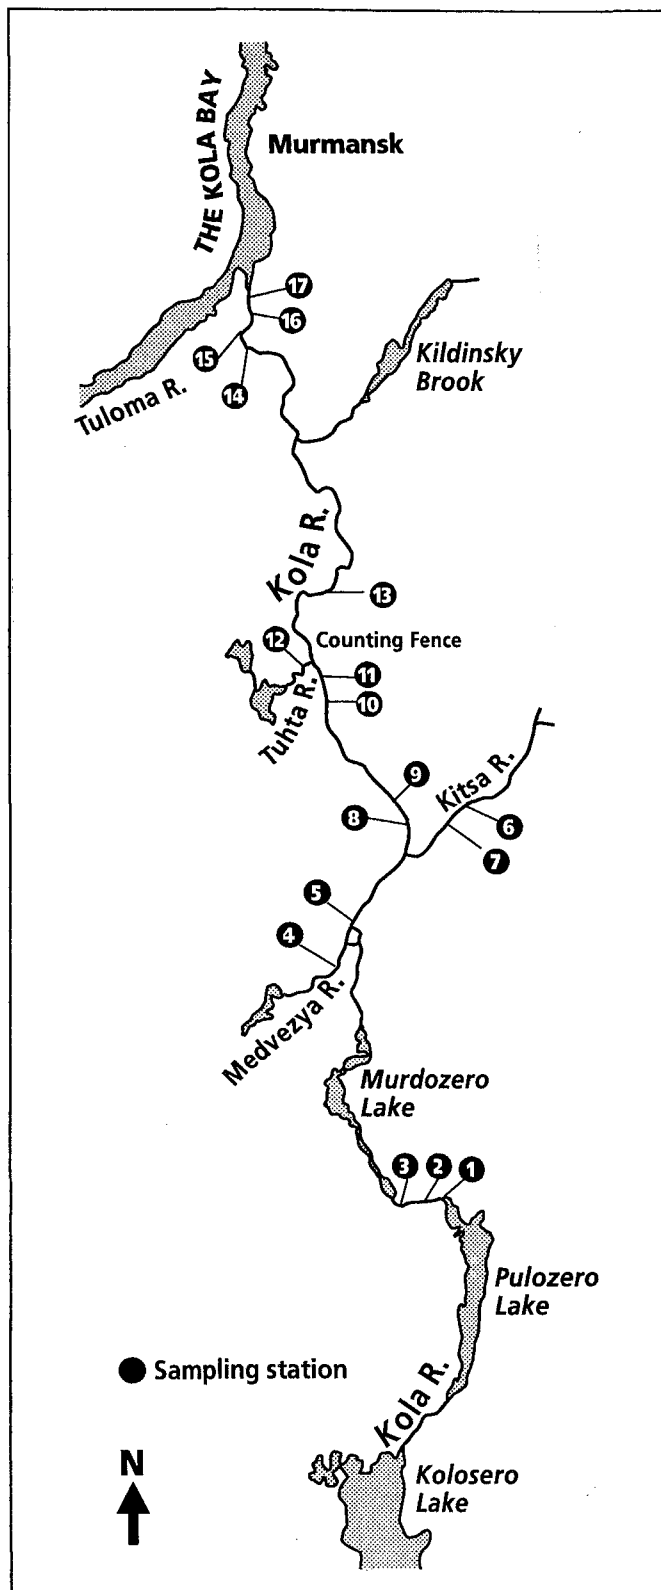 THE KOLA BAY
Murmansk
17
16
15
14
Tuloma R.
Kildinsky
Brook
Kola R.
13
12
Counting Fence
11
10
Tuhta R.
9
8
Kitsa R.
6
7
5
4
Medvezya R.
Murdozero
Lake
3
2
1
Pulozero
Lake
Sampling station
Kola R.
N
Kolosero
Lake